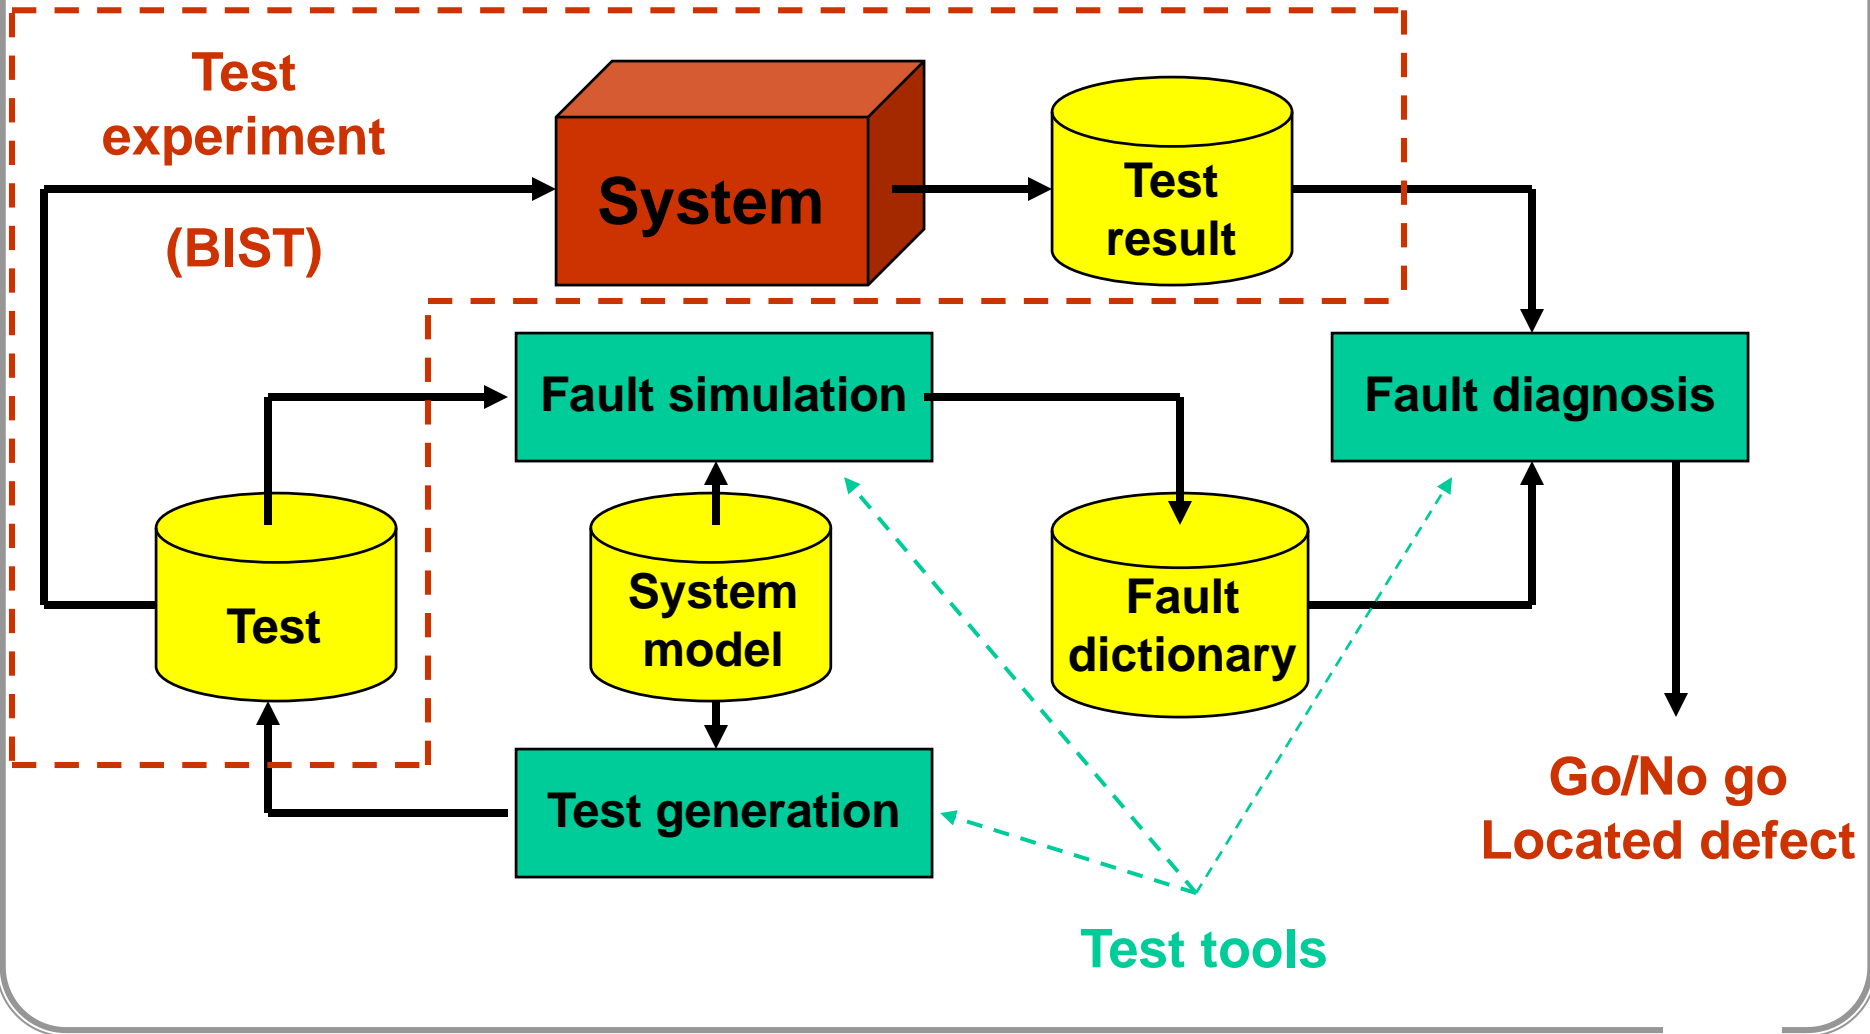 Test
experiment
(BIST)
System
Test
result
Fault simulation
Fault diagnosis
Test
System
model
Fault
dictionary
Test generation
Go/No go
Located defect
Test tools